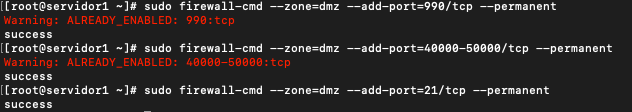 [[root@servidor1 ~]# sudo firewall-cmd --zone=dmz --add-port=990/tcp --permanent
Warning: ALREADY_ENABLED: 990:tcp
success
[[root@servidor1 ~]# sudo firewall-cmd --zone=dmz --add-port=40000-50000/tcp --permanent
Warning: ALREADY_ENABLED: 40000-50000:tcp
success
[[root@servidor1 ~]# sudo firewall-cmd --zone=dmz --add-port=21/tcp --permanent
success